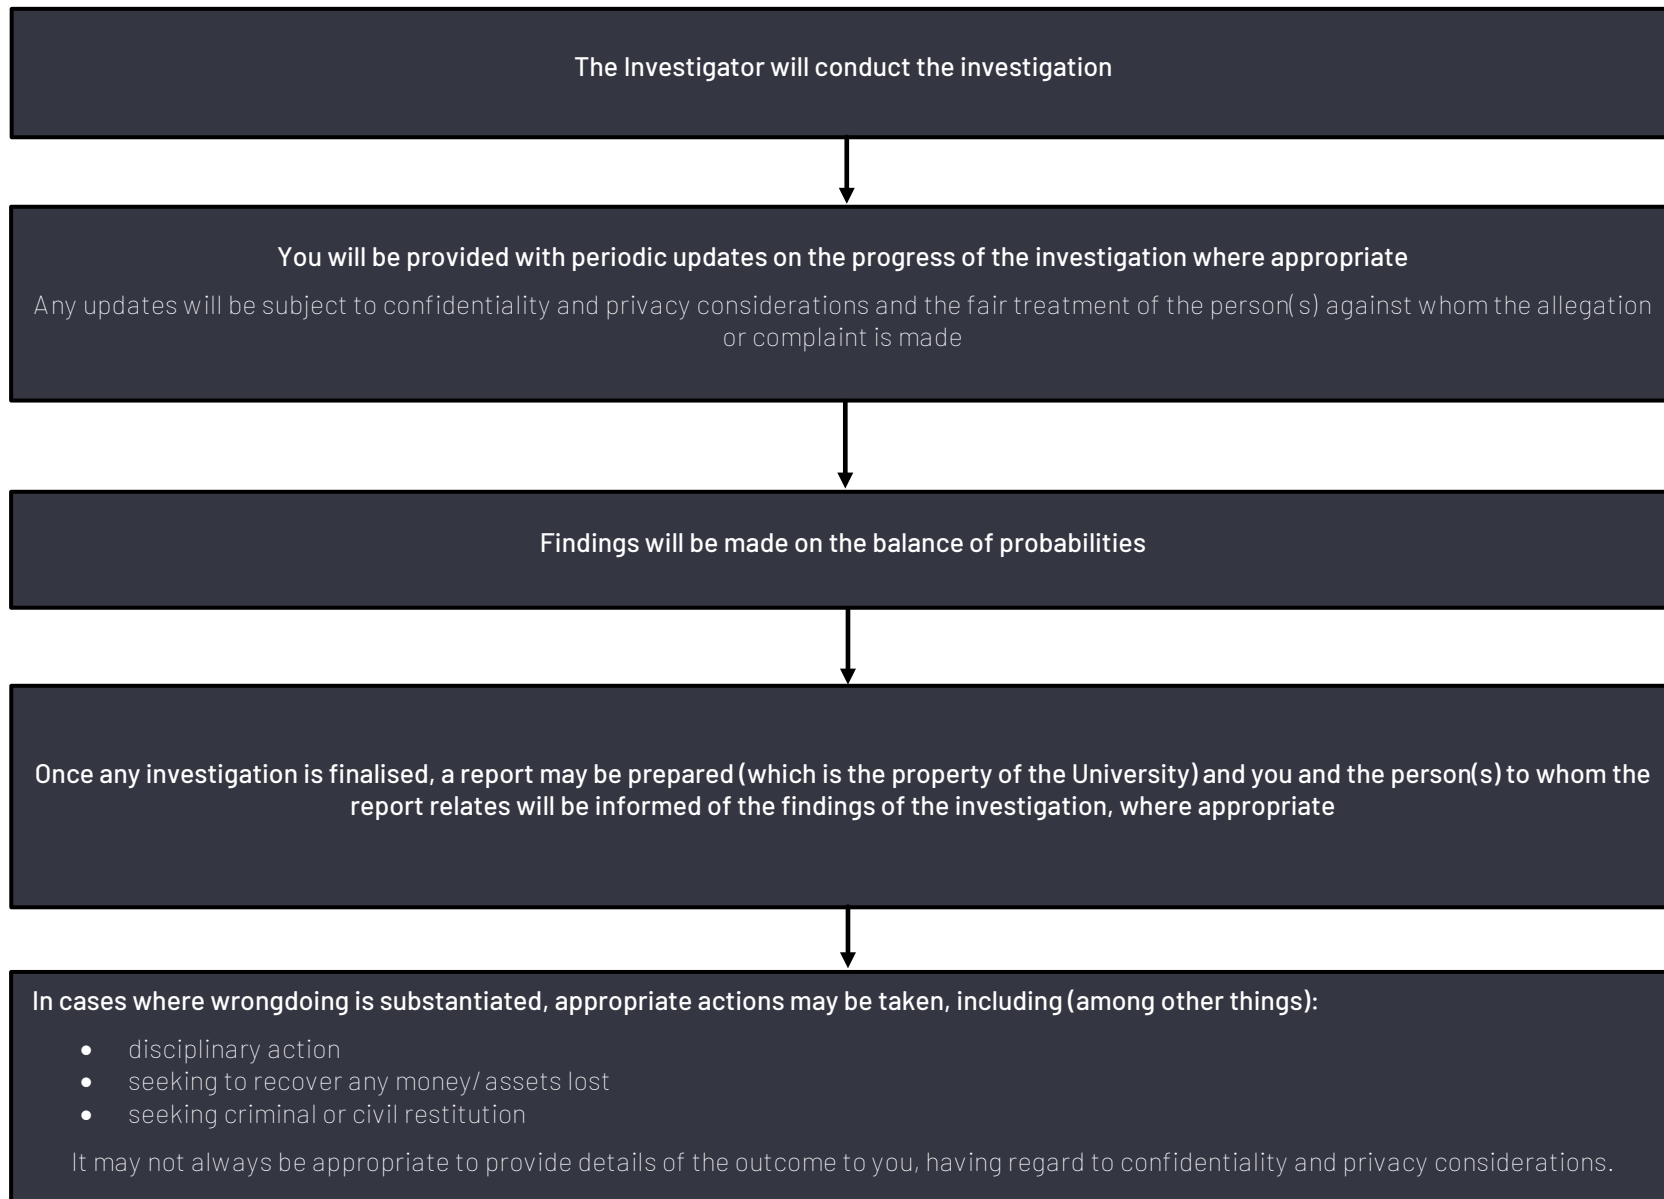 The Investigator will conduct the investigation
You will be provided with periodic updates on the progress of the investigation where appropriate
Any updates will be subject to confidentiality and privacy considerations and the fair treatment of the person(s) against whom the allegation
or complaint is made
Findings will be made on the balance of probabilities
Once any investigation is finalised, a report may be prepared (which is the property of the University) and you and the person(s) to whom the
report relates will be informed of the findings of the investigation, where appropriate
In cases where wrongdoing is substantiated, appropriate actions may be taken, including (among other things):
• disciplinary action
• seeking to recover any money/assets lost
• seeking criminal or civil restitution
It may not always be appropriate to provide details of the outcome to you, having regard to confidentiality and privacy considerations.